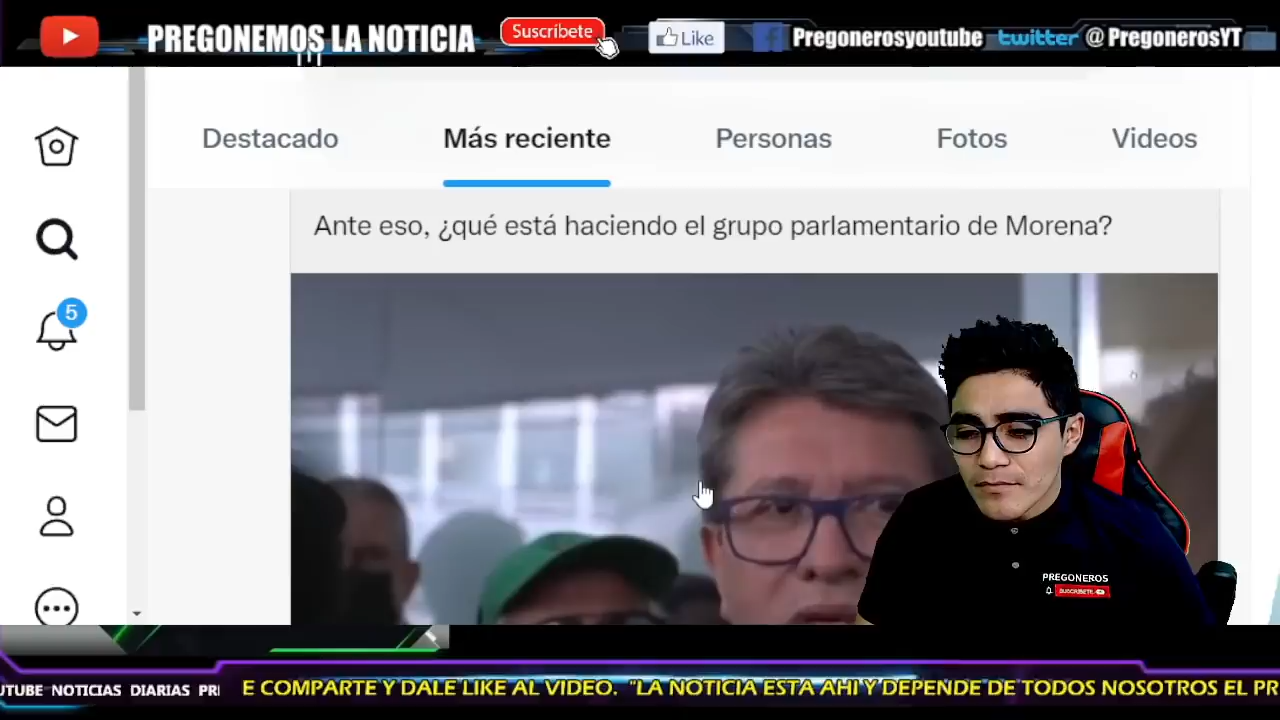 PREGONEMOS LA NOTICIA
Suscríbete
Like
Pregonerosyoutube
twitter @PregonerosYT
Destacado
Más reciente
Personas
Fotos
Videos
Ante eso, ¿qué está haciendo el grupo parlamentario de Morena?
5
PREGONEROS
SUSCRIBETE
UTUBE NOTICIAS DIARIAS PRE
E COMPARTE Y DALE LIKE AL VIDEO. "LA NOTICIA ESTA AHI Y DEPENDE DE TODOS NOSOTROS EL PR